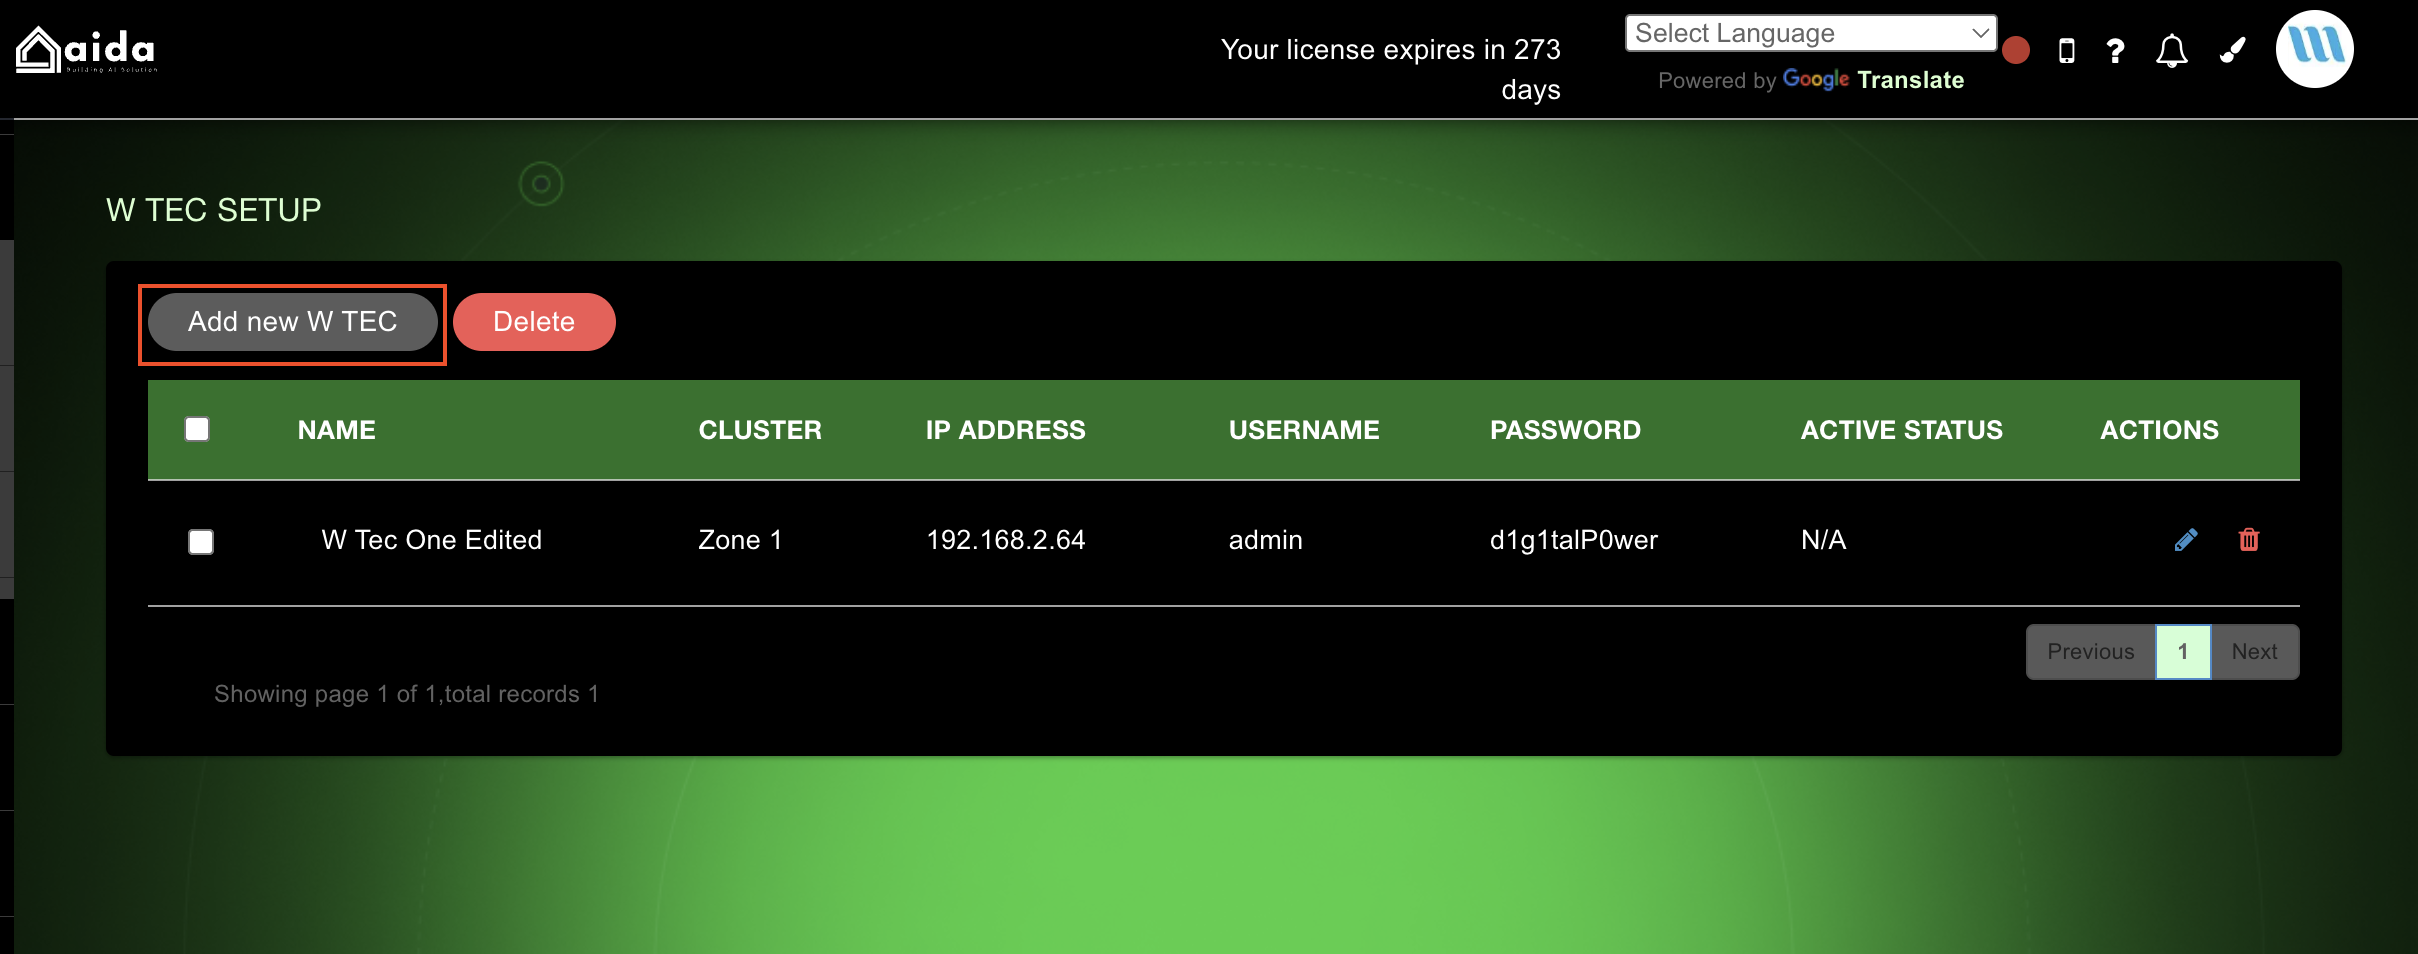 aida
Building AI Solution
Your license expires in 273
days
Select Language
Powered by Google Translate
W TEC SETUP
Add new W TEC
Delete
NAME CLUSTER IP ADDRESS USERNAME PASSWORD ACTIVE STATUS ACTIONS
W Tec One Edited Zone 1 192.168.2.64 admin d1g1talP0wer N/A
Previous 1 Next
Showing page 1 of 1,total records 1